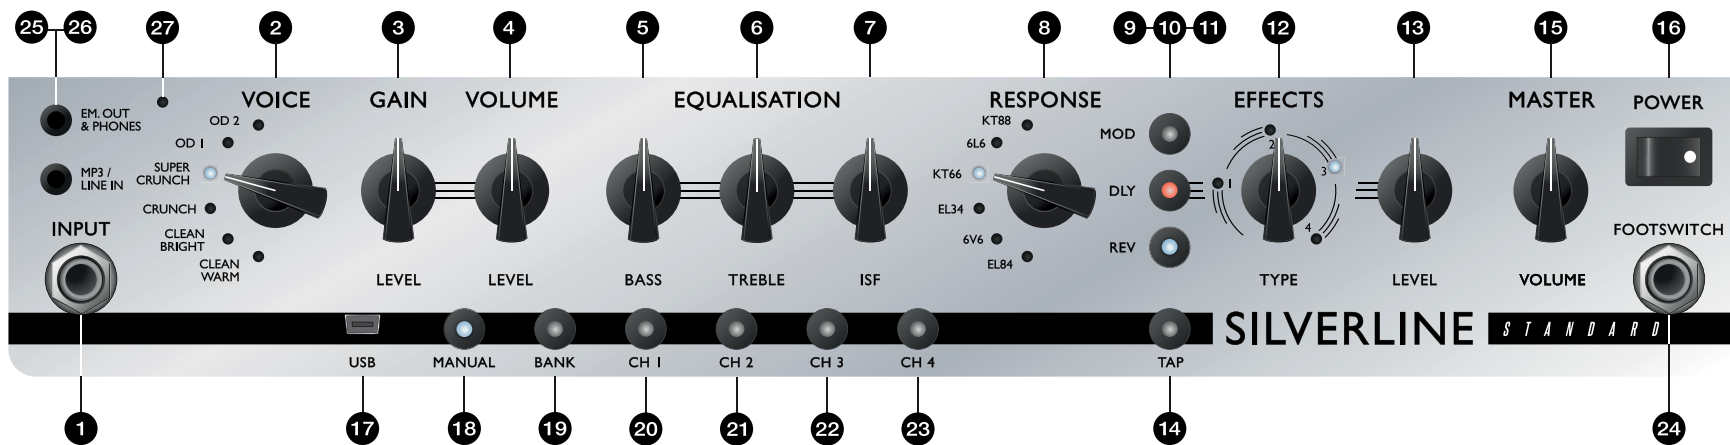 25 26 27 2 3 4 5 6 7 8 9 10 11 12 13 15 16
VOICE GAIN VOLUME EQUALISATION RESPONSE EFFECTS MASTER POWER
EM. OUT
& PHONES
MP3 /
LINE IN
INPUT
OD 2
OD 1
SUPER
CRUNCH
CRUNCH
CLEAN
BRIGHT
CLEAN
WARM
LEVEL LEVEL BASS TREBLE ISF
KT88
6L6
KT66
EL34
6V6
EL84
MOD
DLY
REV
1
2
3
4
TYPE LEVEL VOLUME
FOOTSWITCH
SILVERLINE STANDARD
USB MANUAL BANK CH 1 CH 2 CH 3 CH 4 TAP
1 17 18 19 20 21 22 23 14 24